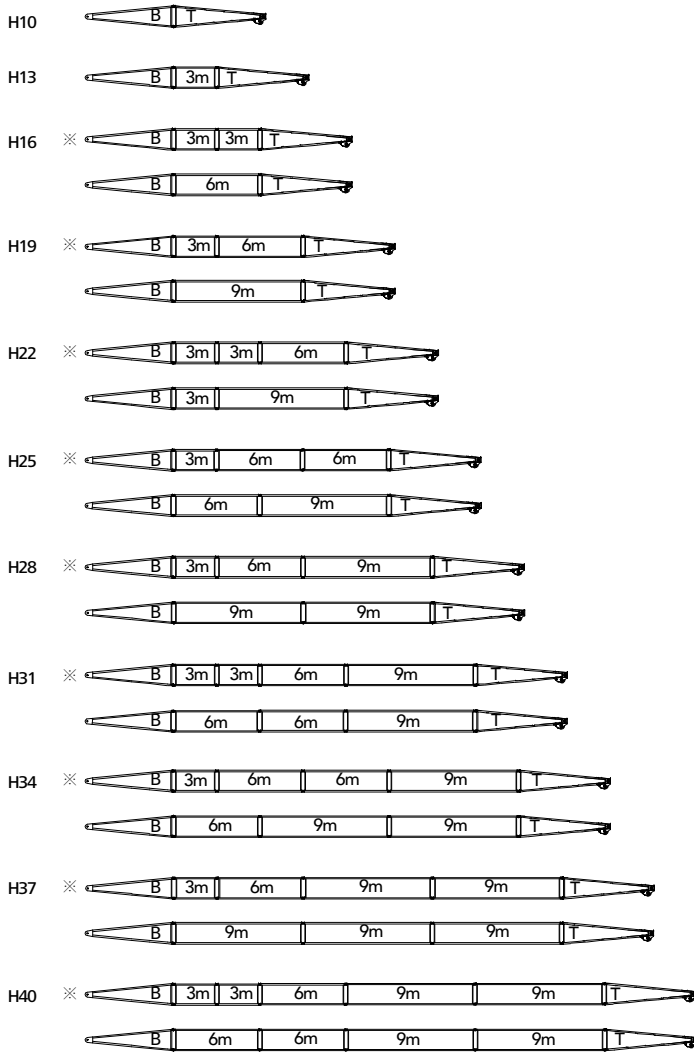 H10 B T
H13 B 3m T
H16 ※ B 3m 3m T
B 6m T
H19 ※ B 3m 6m T
B 9m T
H22 ※ B 3m 3m 6m T
B 3m 9m T
H25 ※ B 3m 6m 6m T
B 6m 9m T
H28 ※ B 3m 6m 9m T
B 9m 9m T
H31 ※ B 3m 3m 6m 9m T
B 6m 6m 9m T
H34 ※ B 3m 6m 6m 9m T
B 6m 9m 9m T
H37 ※ B 3m 6m 9m 9m T
B 9m 9m 9m T
H40 ※ B 3m 3m 6m 9m 9m T
B 6m 6m 9m 9m T